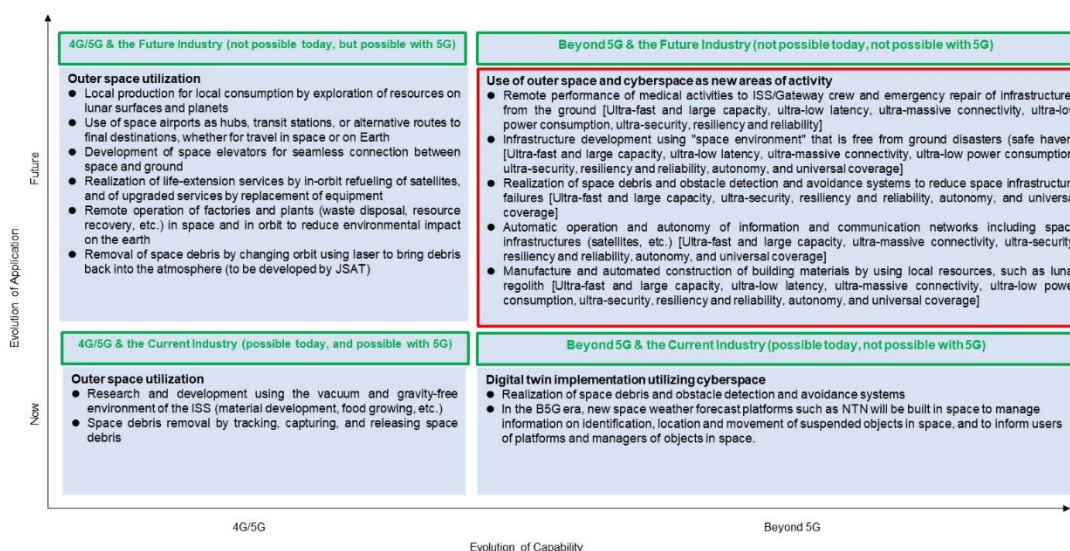 4G/5G & the Future Industry (not possible today, but possible with 5G)
Outer space utilization
● Local production for local consumption by exploration of resources on
lunar surfaces and planets
● Use of space airports as hubs, transit stations, or alternative routes to
final destinations, whether for travel in space or on Earth
● Development of space elevators for seamless connection between
space and ground
● Realization of life-extension services by in-orbit refueling of satellites,
and of upgraded services by replacement of equipment
● Remote operation of factories and plants (waste disposal, resource
recovery, etc.) in space and in orbit to reduce environmental impact
on the earth
● Removal of space debris by changing orbit using laser to bring debris
back into the atmosphere (to be developed by JSAT)
Beyond 5G & the Future Industry (not possible today, not possible with 5G)
Use of outer space and cyberspace as new areas of activity
● Remote performance of medical activities to ISS/Gateway crew and emergency repair of infrastructure
from the ground [Ultra-fast and large capacity, ultra-low latency, ultra-massive connectivity, ultra-low
power consumption, ultra-security, resiliency and reliability]
● Infrastructure development using "space environment" that is free from ground disasters (safe haven
[Ultra-fast and large capacity, ultra-low latency, ultra-massive connectivity, ultra-low power consumption
ultra-security, resiliency and reliability, autonomy, and universal coverage]
● Realization of space debris and obstacle detection and avoidance systems to reduce space infrastructure
failures [Ultra-fast and large capacity, ultra-security, resiliency and reliability, autonomy, and universal
coverage]
● Automatic operation and autonomy of information and communication networks including space
infrastructures (satellites, etc.) [Ultra-fast and large capacity, ultra-massive connectivity, ultra-security
resiliency and reliability, autonomy, and universal coverage]
● Manufacture and automated construction of building materials by using local resources, such as lunar
regolith [Ultra-fast and large capacity, ultra-low latency, ultra-massive connectivity, ultra-low power
consumption, ultra-security, resiliency and reliability, autonomy, and universal coverage]
4G/5G & the Current Industry (possible today, and possible with 5G)
Outer space utilization
● Research and development using the vacuum and gravity-free
environment of the ISS (material development, food growing, etc.)
● Space debris removal by tracking, capturing, and releasing space
debris
Beyond 5G & the Current Industry (possible today, not possible with 5G)
Digital twin implementation utilizing cyberspace
● Realization of space debris and obstacle detection and avoidance systems
● In the B5G era, new space weather forecast platforms such as NTN will be built in space to manage
information on identification, location and movement of suspended objects in space, and to inform users
of platforms and managers of objects in space.
Future
Evolution of Application
Now
4G/5G
Beyond 5G
Evolution of Capability